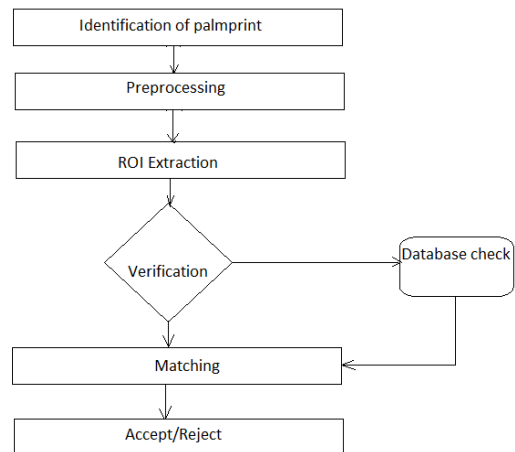 Identification of palmprint
Preprocessing
ROI Extraction
Verification
Database check
Matching
Accept/Reject